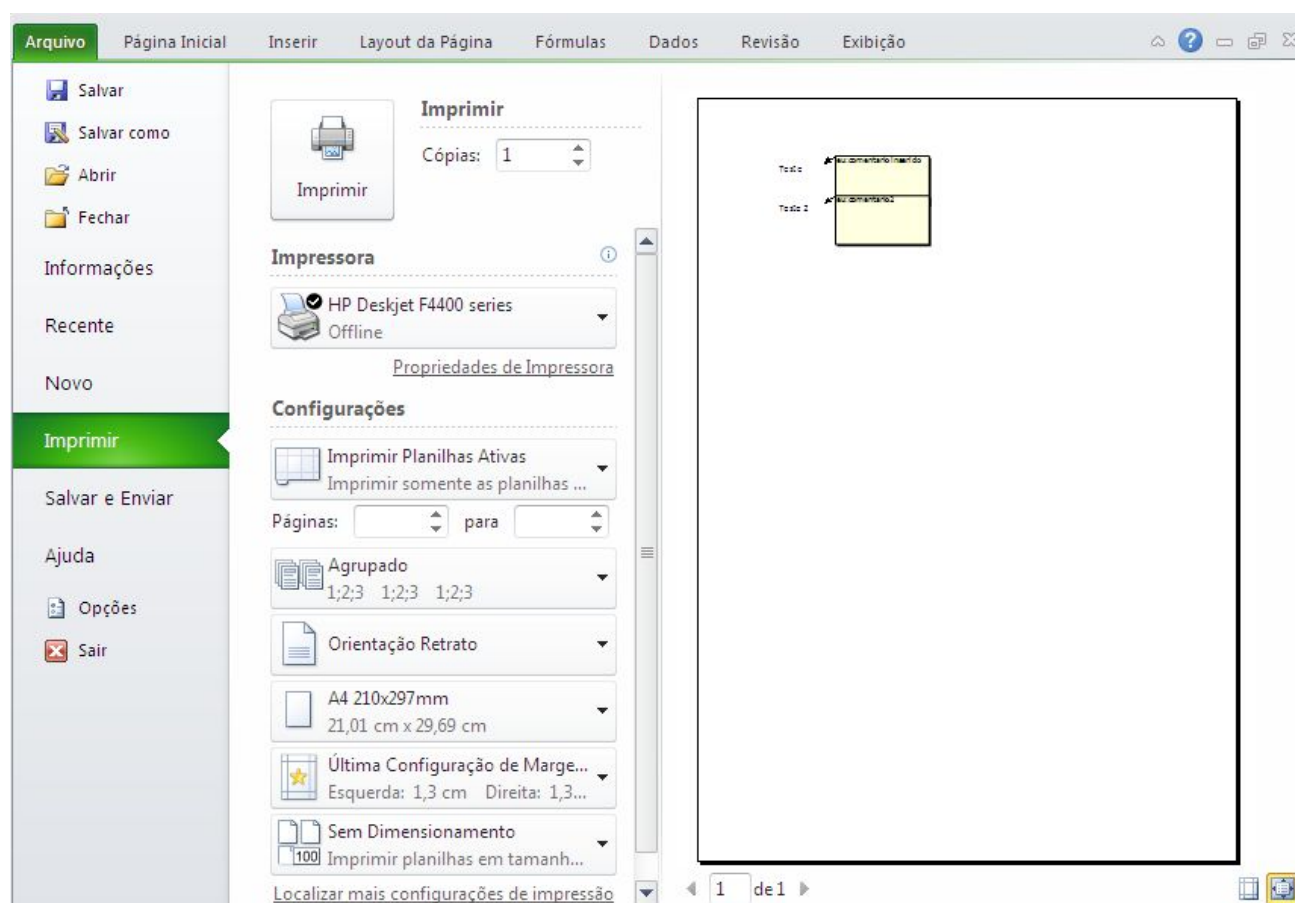 Arquivo Página Inicial Inserir Layout da Página Fórmulas Dados Revisão Exibição
Salvar
Salvar como
Abrir
Fechar
Informações
Recente
Novo
Imprimir
Salvar e Enviar
Ajuda
Opções
Sair
Imprimir
Imprimir
Cópias: 1
Impressora
HP Deskjet F4400 series
Offline
Propriedades de Impressora
Configurações
Imprimir Planilhas Ativas
Imprimir somente as planilhas ...
Páginas: para
Agrupado
1;2;3 1;2;3 1;2;3
Orientação Retrato
A4 210x297mm
21,01 cm x 29,69 cm
Última Configuração de Marge...
Esquerda: 1,3 cm Direita: 1,3...
Sem Dimensionamento
100
Imprimir planilhas em tamanh...
Localizar mais configurações de impressão
Texto
Texto 2
1 de 1